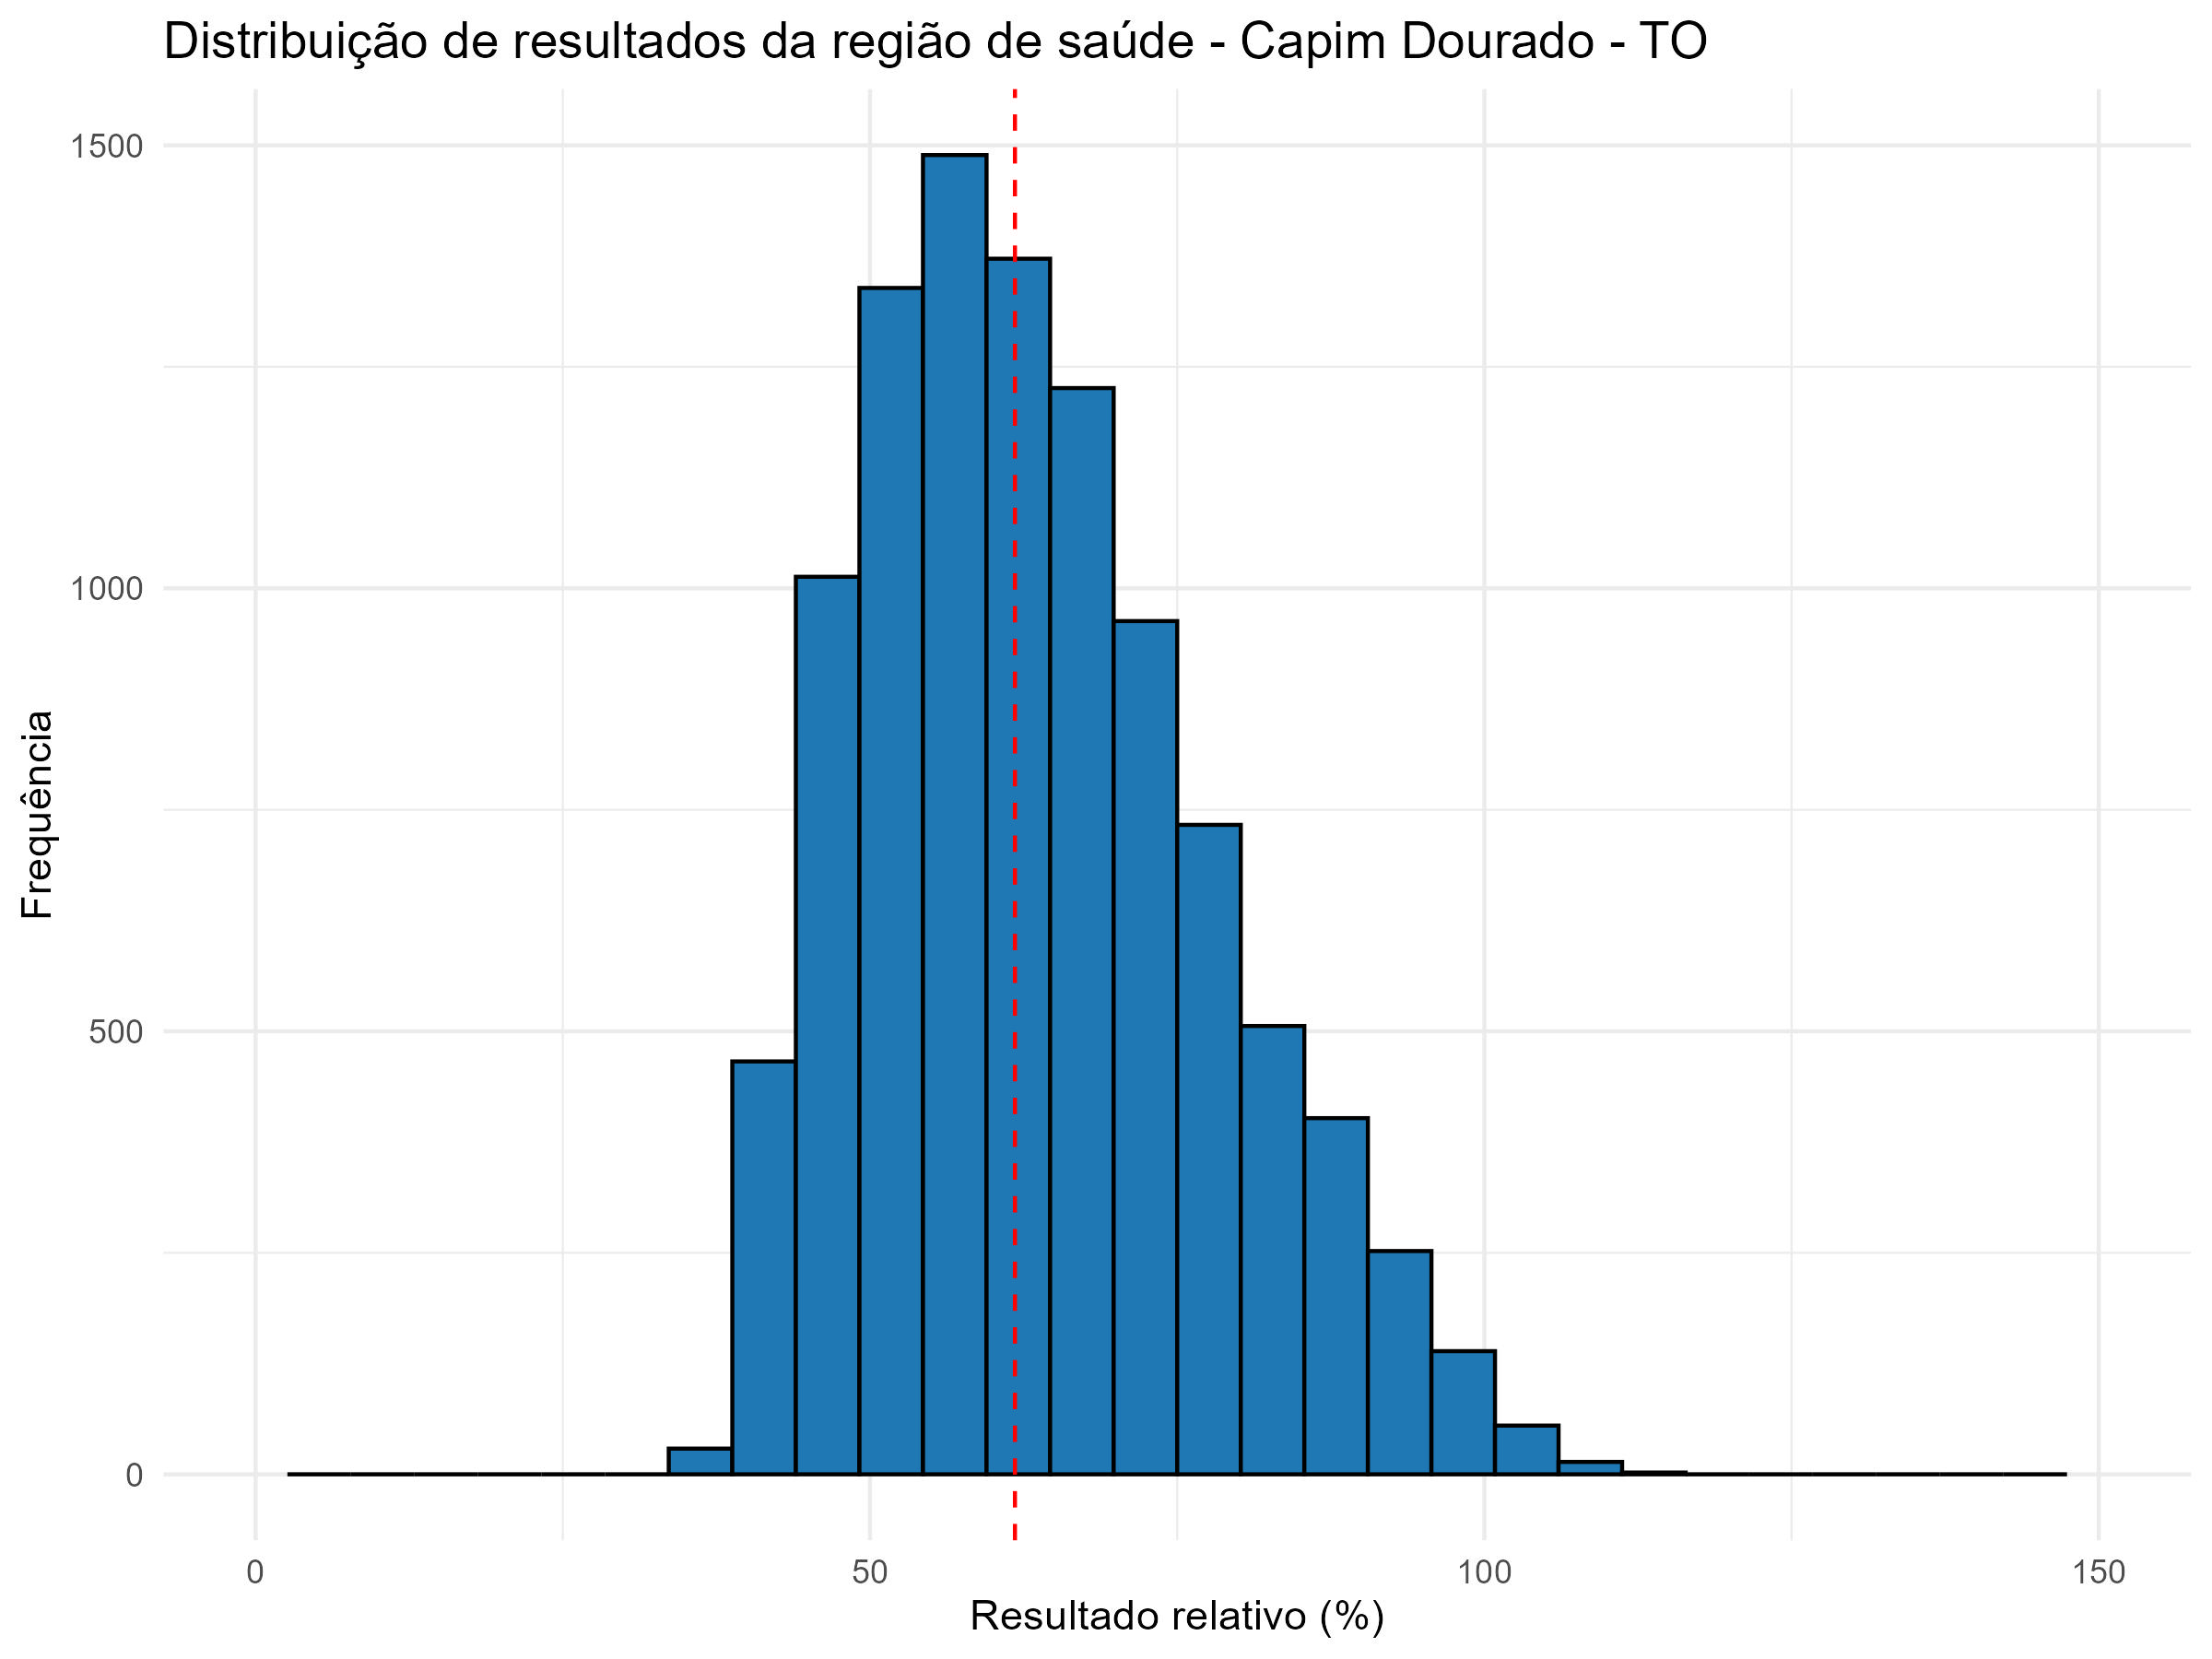 Distribuição de resultados da região de saúde - Capim Dourado - TO
Frequência
1500
1000
500
0
0 50 100 150
Resultado relativo (%)